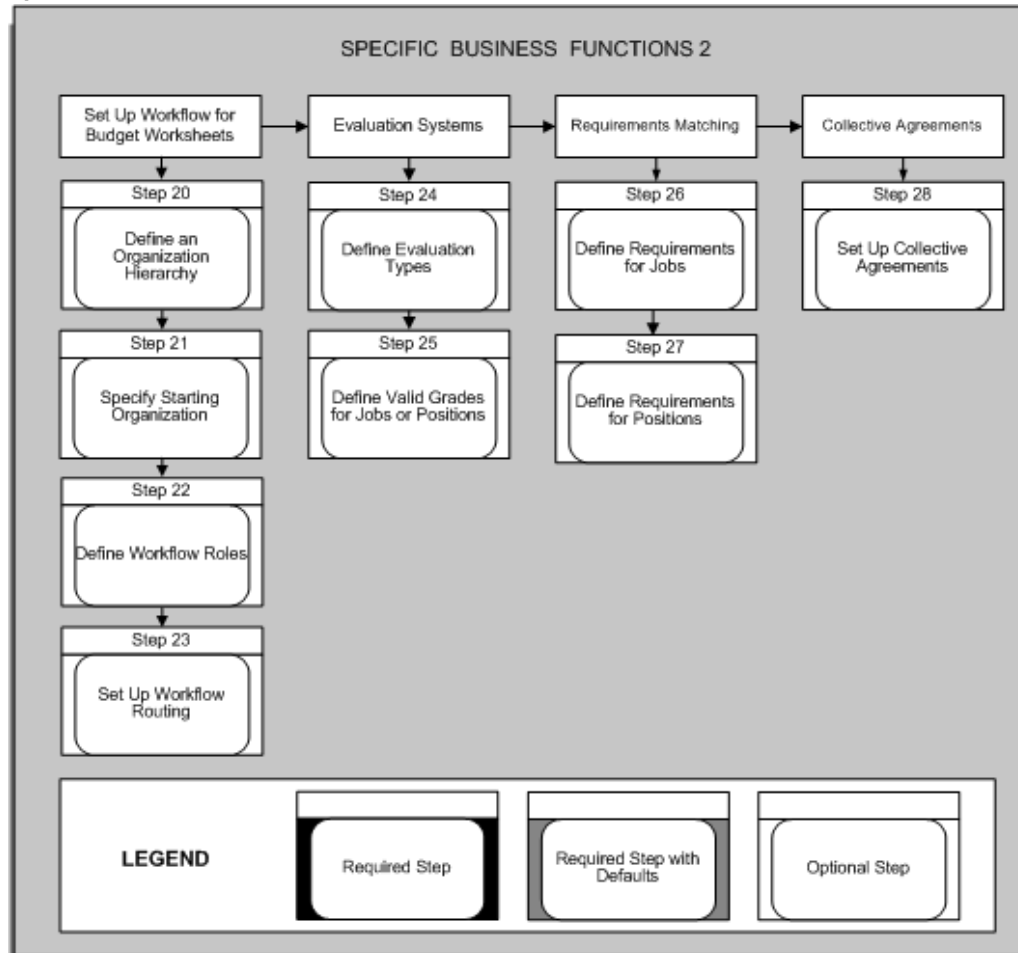 SPECIFIC BUSINESS FUNCTIONS 2
Set Up Workflow for
Budget Worksheets
Evaluation Systems
Requirements Matching
Collective Agreements
Step 20
Define an
Organization
Hierarchy
Step 21
Specify Starting
Organization
Step 22
Define Workflow Roles
Step 23
Set Up Workflow
Routing
Step 24
Define Evaluation
Types
Step 25
Define Valid Grades
for Jobs or Positions
Step 26
Define Requirements
for Jobs
Step 27
Define Requirements
for Positions
Step 28
Set Up Collective
Agreements
LEGEND
Required Step
Required Step with
Defaults
Optional Step